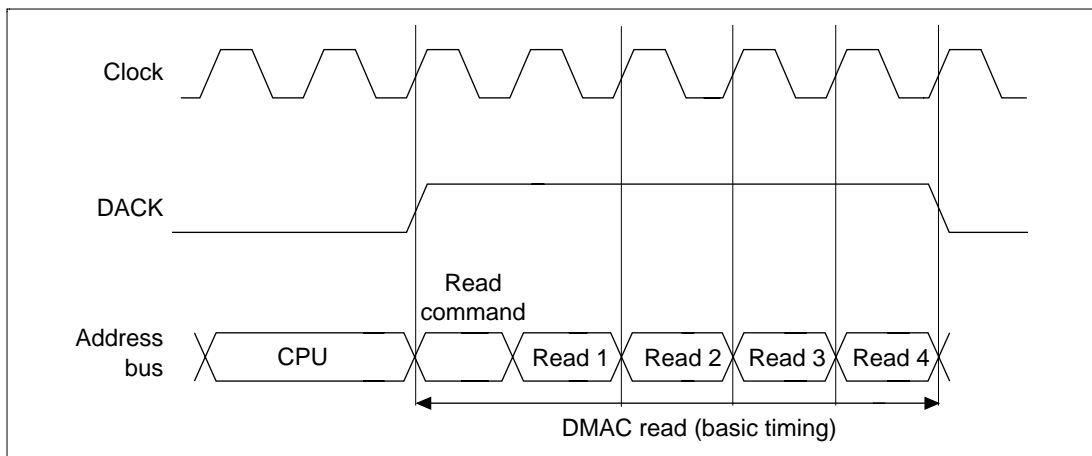 Clock
DACK
Read
command
Address
bus
CPU
Read 1
Read 2
Read 3
Read 4
DMAC read (basic timing)